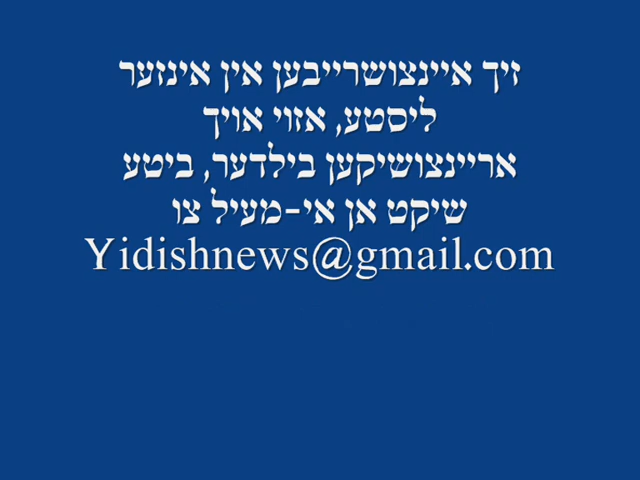 זיך איינצושרייבען אין אינזער
ליסטע, אזוי אויך
אריינצושיקען בילדער, ביטע
שיקט אן אי-מעיל צו
Yidishnews@gmail.com